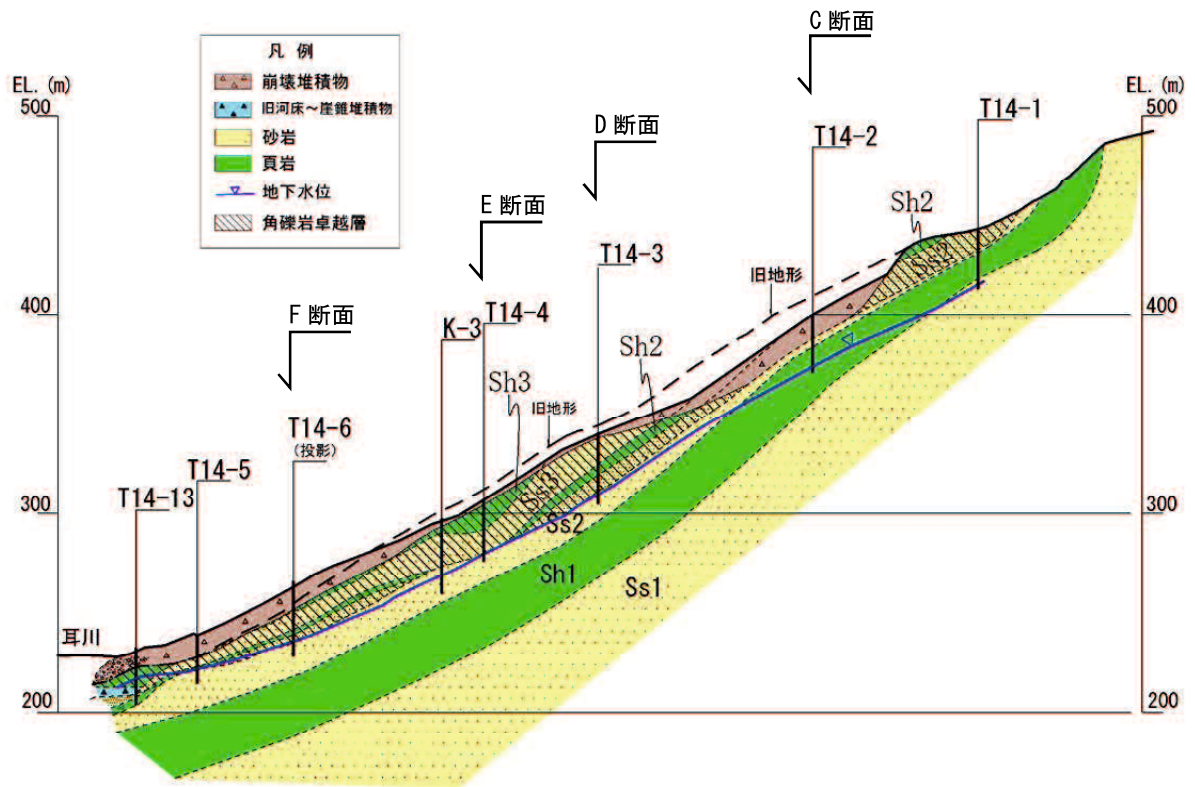 C 断面
凡 例
崩壊堆積物
旧河床～崖錐堆積物
砂岩
頁岩
地下水位
角礫岩卓越層
EL. (m)
500
EL. (m)
500
T14-1
D 断面
T14-2
E 断面
Sh2
Ss2
T14-3
旧地形
400
400
F 断面
K-3
T14-4
Sh2
Sh3
旧地形
T14-6
(投影)
T14-5
Ss3
T14-13
300
300
Ss2
Sh1
Ss1
耳川
200
200